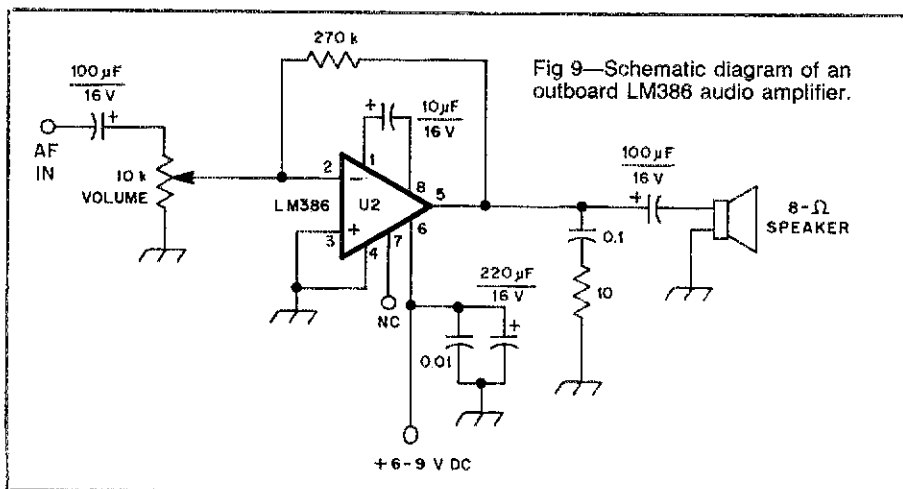 270 k
Fig 9—Schematic diagram of an
outboard LM386 audio amplifier.
100 µF
16 V
+
AF
IN
10 k
VOLUME
+
10µF
16 V
2
−
1
8
LM386
U2
5
3
+
4
7
6
NC
100 µF
16 V
+
8-Ω
SPEAKER
0.1
10
220 µF
16 V
+
0.01
+6-9 V DC